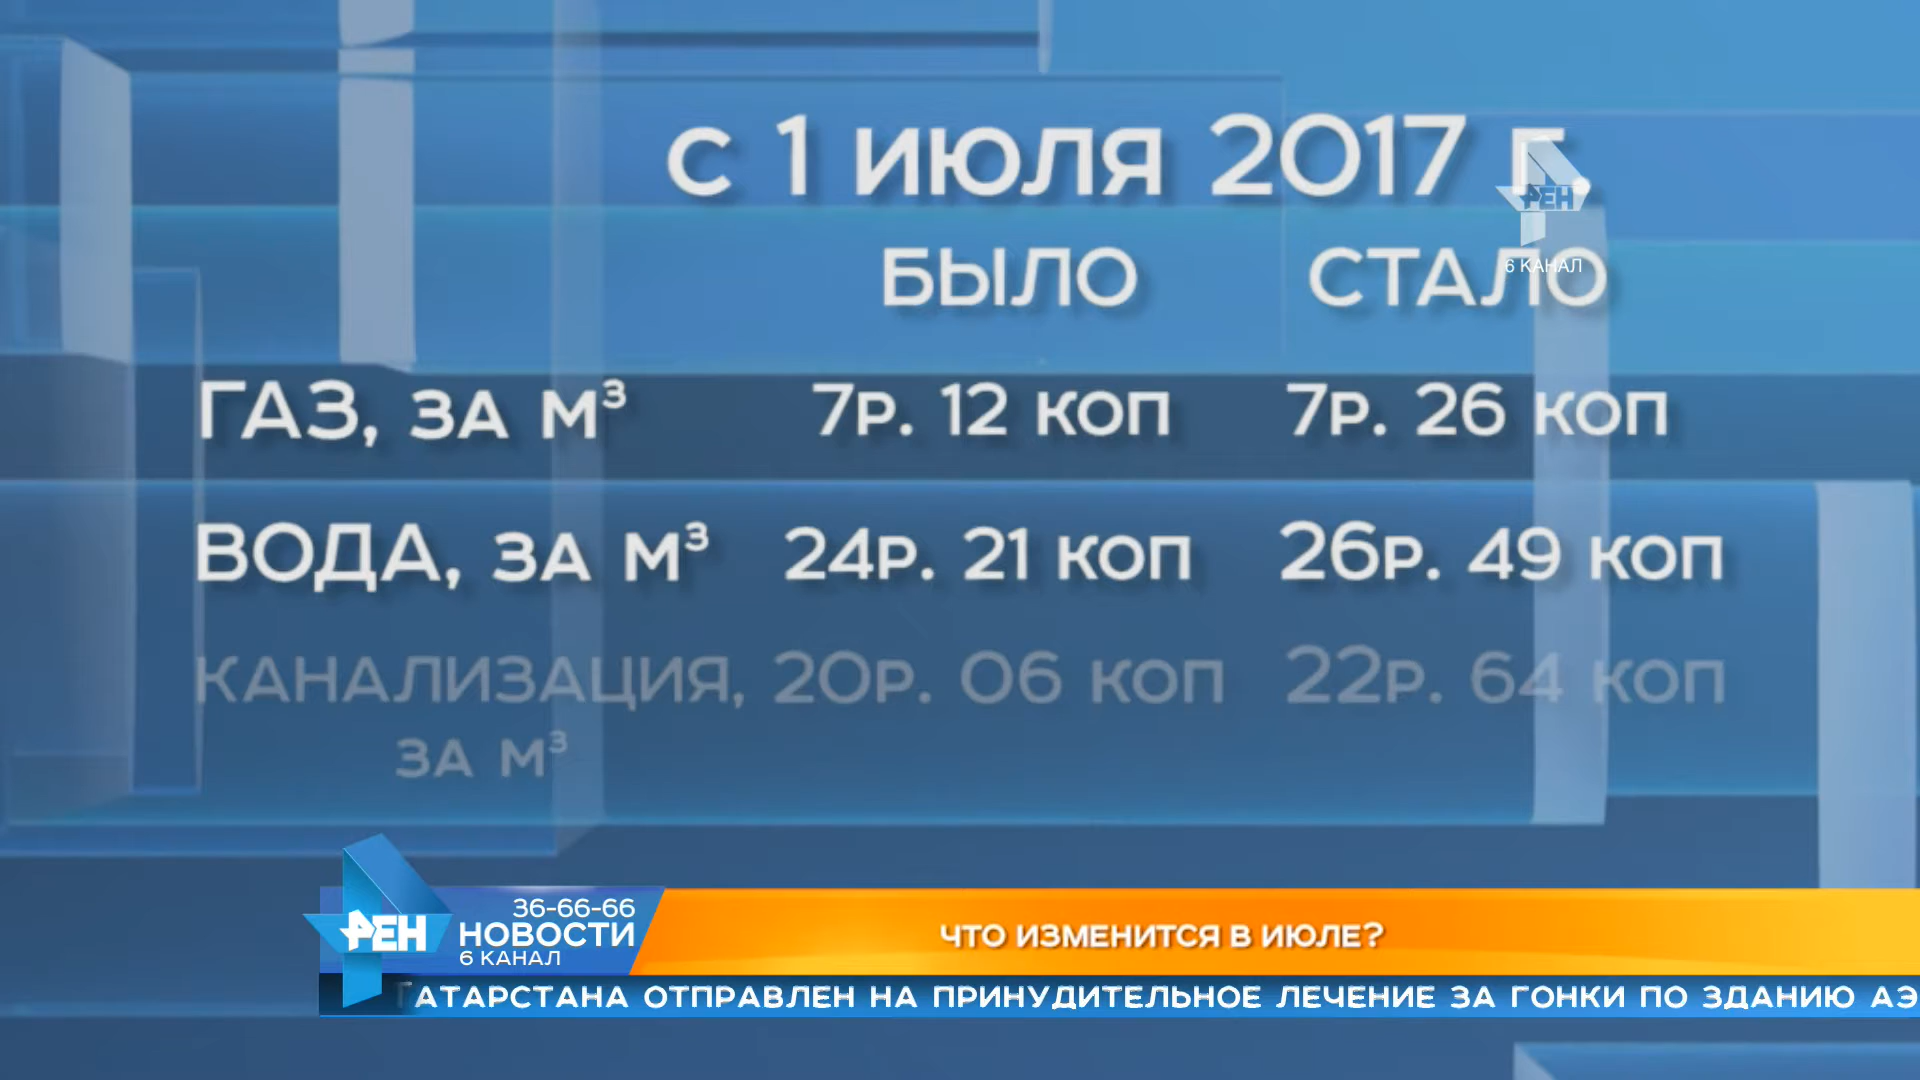 С 1 ИЮЛЯ 2017 Г.
РЕН
6 КАНАЛ
БЫЛО СТАЛО
ГАЗ, ЗА М³ 7Р. 12 КОП 7Р. 26 КОП
ВОДА, ЗА М³ 24Р. 21 КОП 26Р. 49 КОП
КАНАЛИЗАЦИЯ, 20Р. 06 КОП 22Р. 64 КОП
ЗА М³
36-66-66
РЕН НОВОСТИ
6 КАНАЛ
ЧТО ИЗМЕНИТСЯ В ИЮЛЕ?
ТАТАРСТАНА ОТПРАВЛЕН НА ПРИНУДИТЕЛЬНОЕ ЛЕЧЕНИЕ ЗА ГОНКИ ПО ЗДАНИЮ АЭ